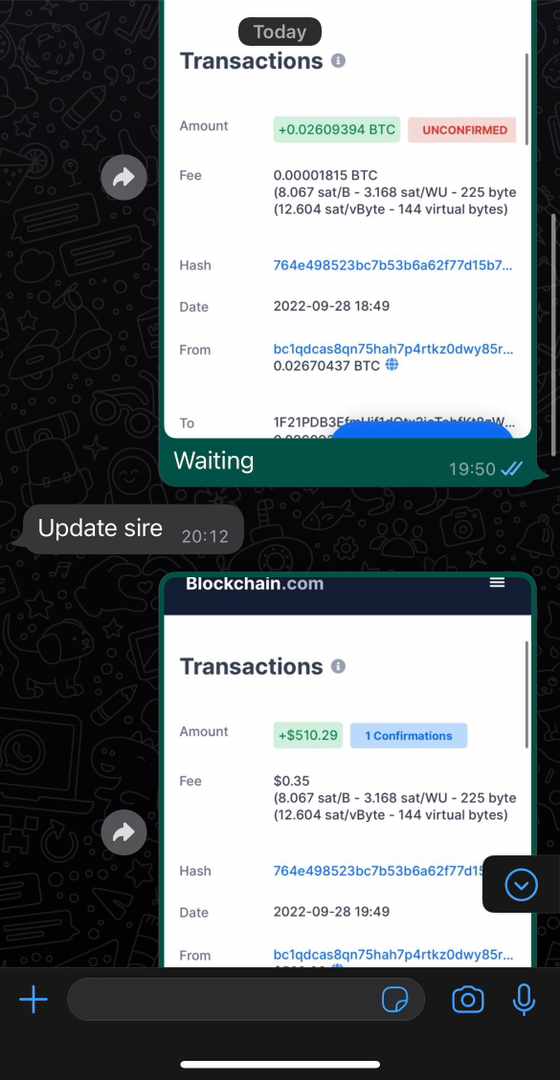 Today
Transactions
Amount +0.02609394 BTC UNCONFIRMED
Fee 0.00001815 BTC
(8.067 sat/B - 3.168 sat/WU - 225 byte
(12.604 sat/vByte - 144 virtual bytes)
Hash 764e498523bc7b53b6a62f77d15b7...
Date 2022-09-28 18:49
From bc1qdcas8qn75hah7p4rtkz0dwy85r...
0.02670437 BTC
To
Waiting 19:50
Update sire 20:12
Blockchain.com
Transactions
Amount +$510.29 1 Confirmations
Fee $0.35
(8.067 sat/B - 3.168 sat/WU - 225 byte
(12.604 sat/vByte - 144 virtual bytes)
Hash 764e498523bc7b53b6a62f77d15
Date 2022-09-28 19:49
From bc1qdcas8qn75hah7p4rtkz0dwy85r...